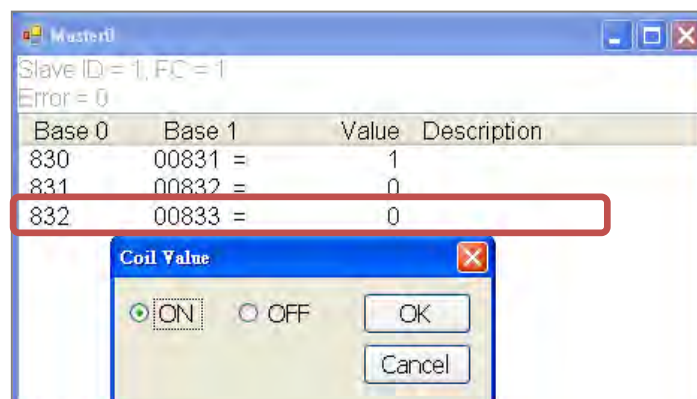 Master0
Slave ID = 1, FC = 1
Error = 0
Base 0 Base 1 Value Description
830 00831 = 1
831 00832 = 0
832 00833 = 0
Coil Value
ON OFF OK
Cancel